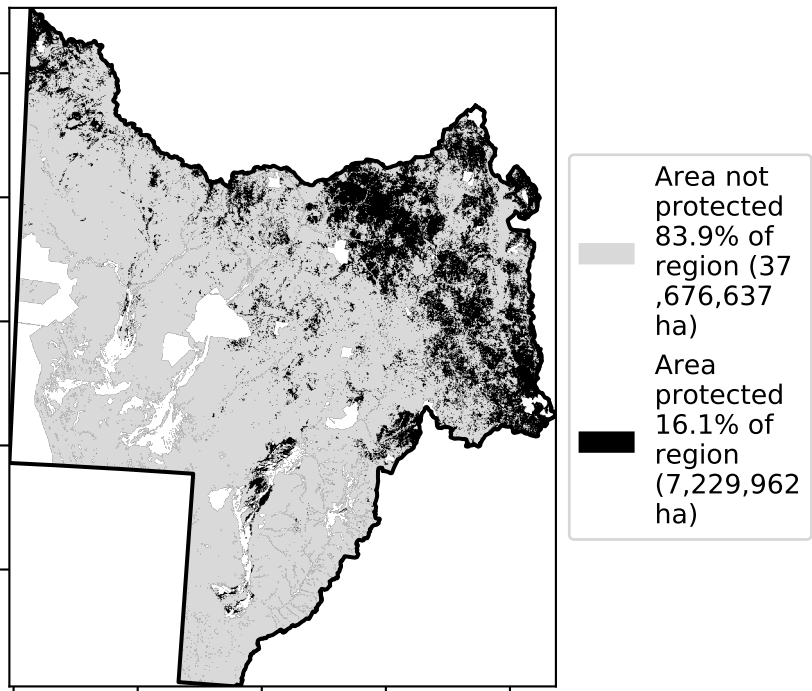 Area not
protected
83.9% of
region (37
,676,637
ha)
Area
protected
16.1% of
region
(7,229,962
ha)